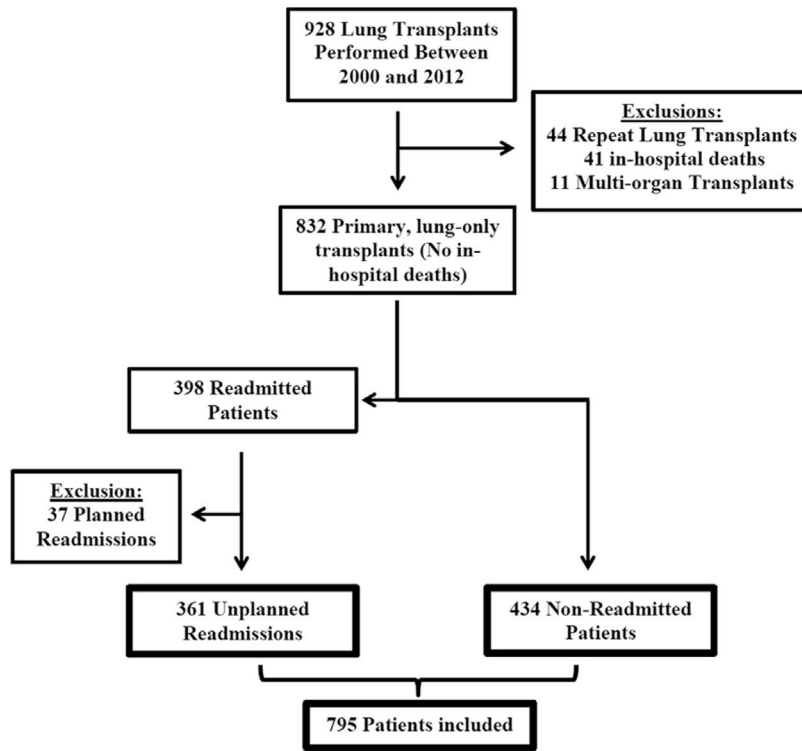 928 Lung Transplants
Performed Between
2000 and 2012
Exclusions:
44 Repeat Lung Transplants
41 in-hospital deaths
11 Multi-organ Transplants
832 Primary, lung-only
transplants (No in-
hospital deaths)
398 Readmitted
Patients
Exclusion:
37 Planned
Readmissions
361 Unplanned
Readmissions
434 Non-Readmitted
Patients
795 Patients included